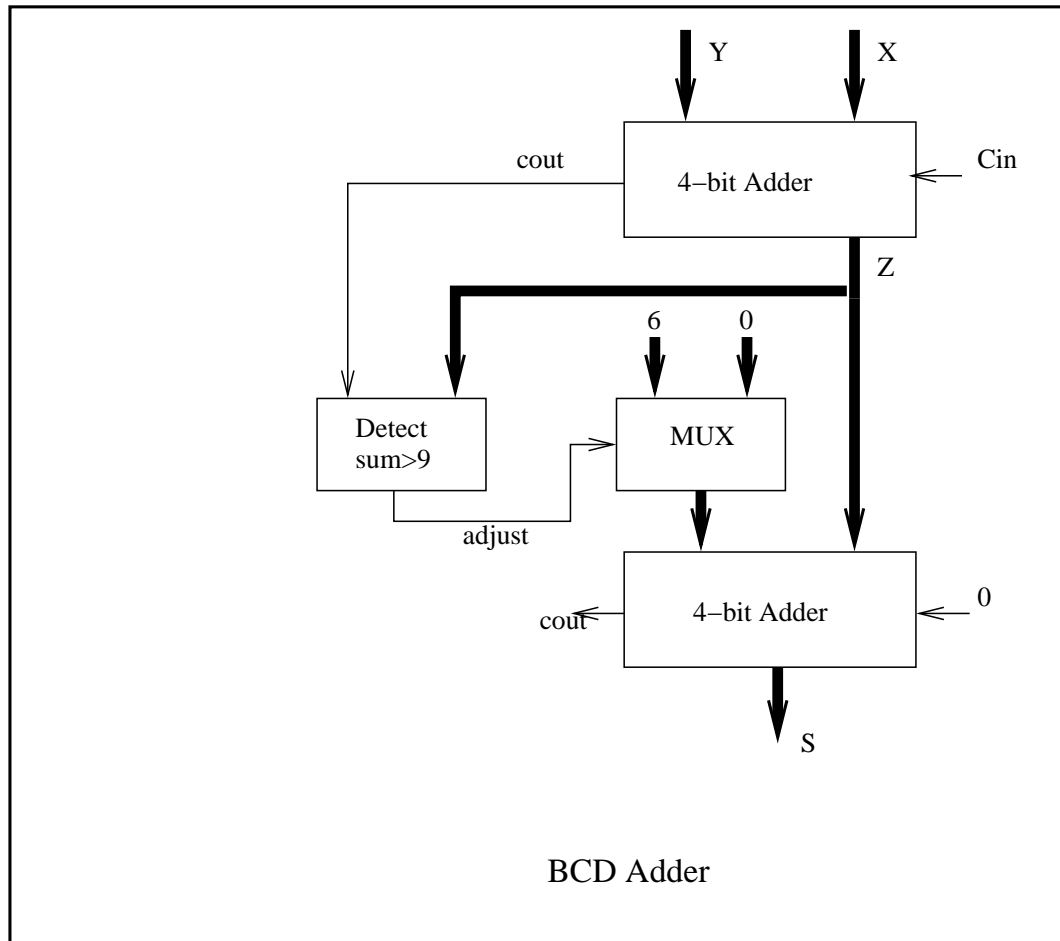 Y
X
cout
4−bit Adder
Cin
Z
6
0
Detect
sum>9
MUX
adjust
cout
4−bit Adder
0
S
BCD Adder